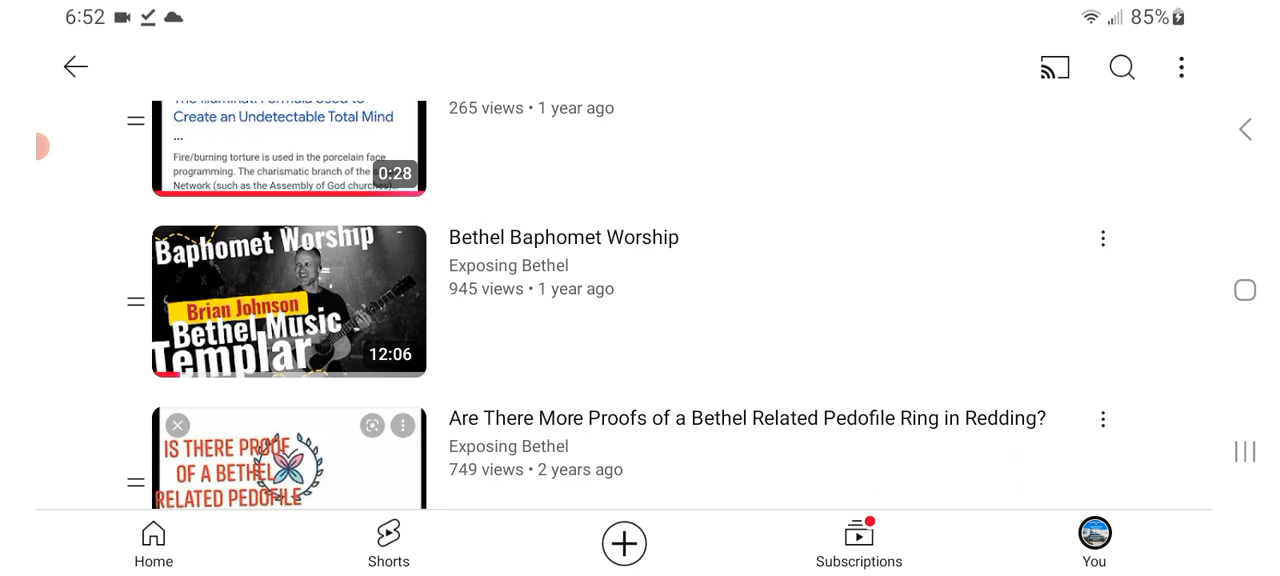 6:52
85%
The Illuminati Formula Used to
Create an Undetectable Total Mind
...
Fire/burning torture is used in the porcelain face
programming. The charismatic branch of the
Network (such as the Assembly of God churches)...
0:28
265 views • 1 year ago
Baphomet Worship
Brian Johnson
Bethel Music
Templar
12:06
Bethel Baphomet Worship
Exposing Bethel
945 views • 1 year ago
IS THERE PROOF
OF A BETHEL
RELATED PEDOFILE
Are There More Proofs of a Bethel Related Pedofile Ring in Redding?
Exposing Bethel
749 views • 2 years ago
Home
Shorts
Subscriptions
You